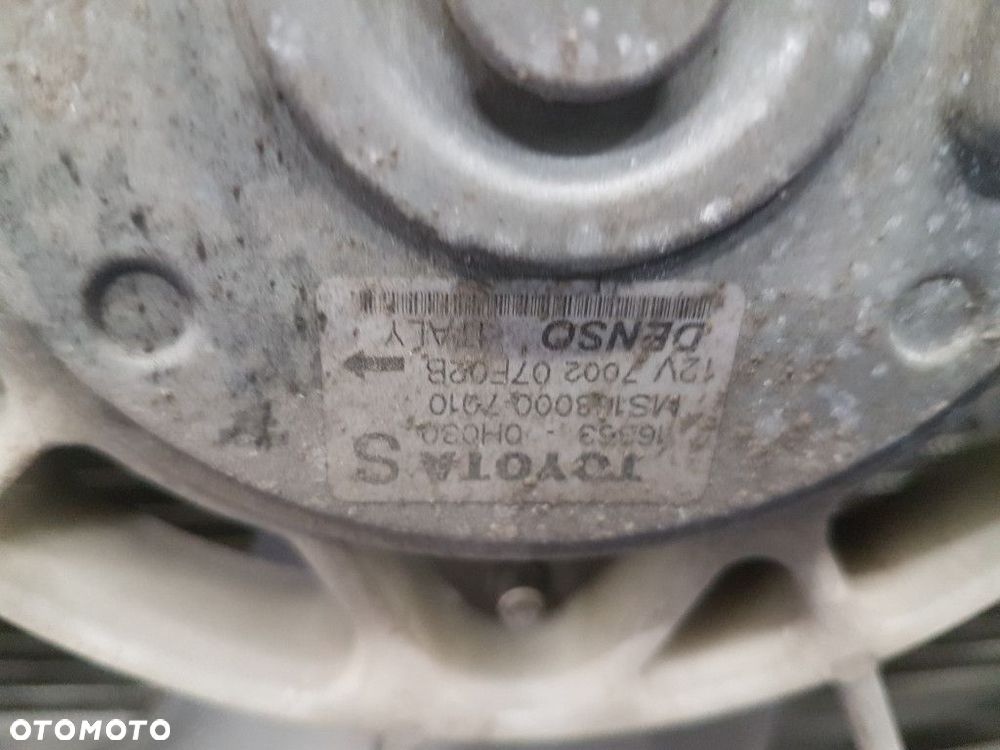 TOYOTA S
16363 - 0H030
MS168000-7010
12V 7002 07F02B
DENSO ITALY
OTOMOTO